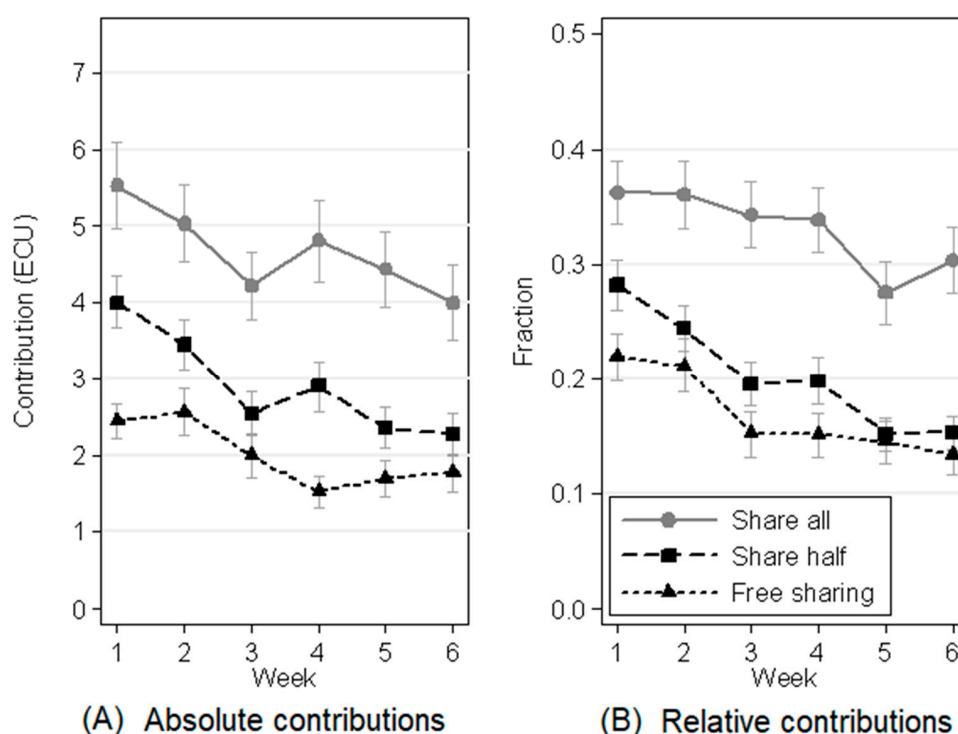 Contribution (ECU)
7
6
5
4
3
2
1
0
1 2 3 4 5 6
Week
(A) Absolute contributions
Fraction
0.5
0.4
0.3
0.2
0.1
0.0
Share all
Share half
Free sharing
1 2 3 4 5 6
Week
(B) Relative contributions